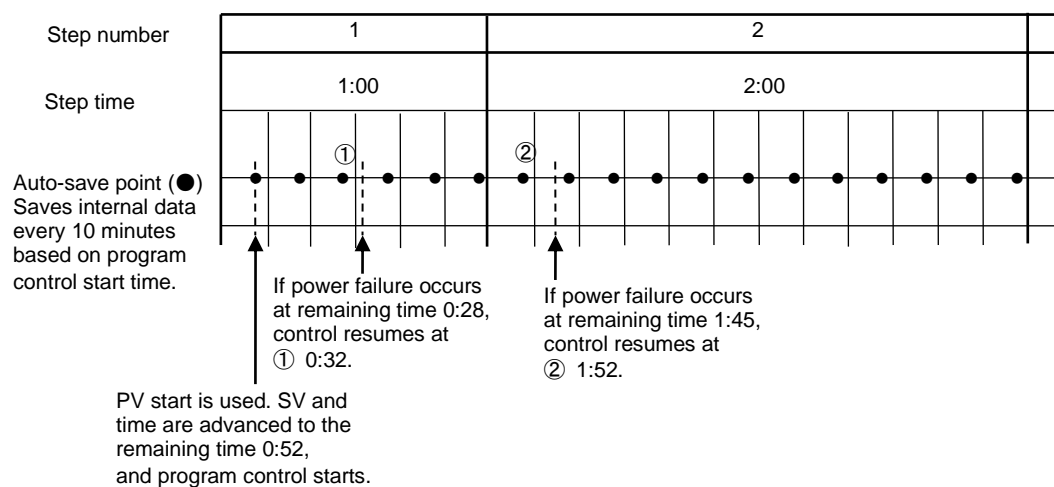 Step number
1
2
Step time
1:00
2:00
①
②
Auto-save point (●)
Saves internal data
every 10 minutes
based on program
control start time.
If power failure occurs
at remaining time 0:28,
control resumes at
① 0:32.
If power failure occurs
at remaining time 1:45,
control resumes at
② 1:52.
PV start is used. SV and
time are advanced to the
remaining time 0:52,
and program control starts.